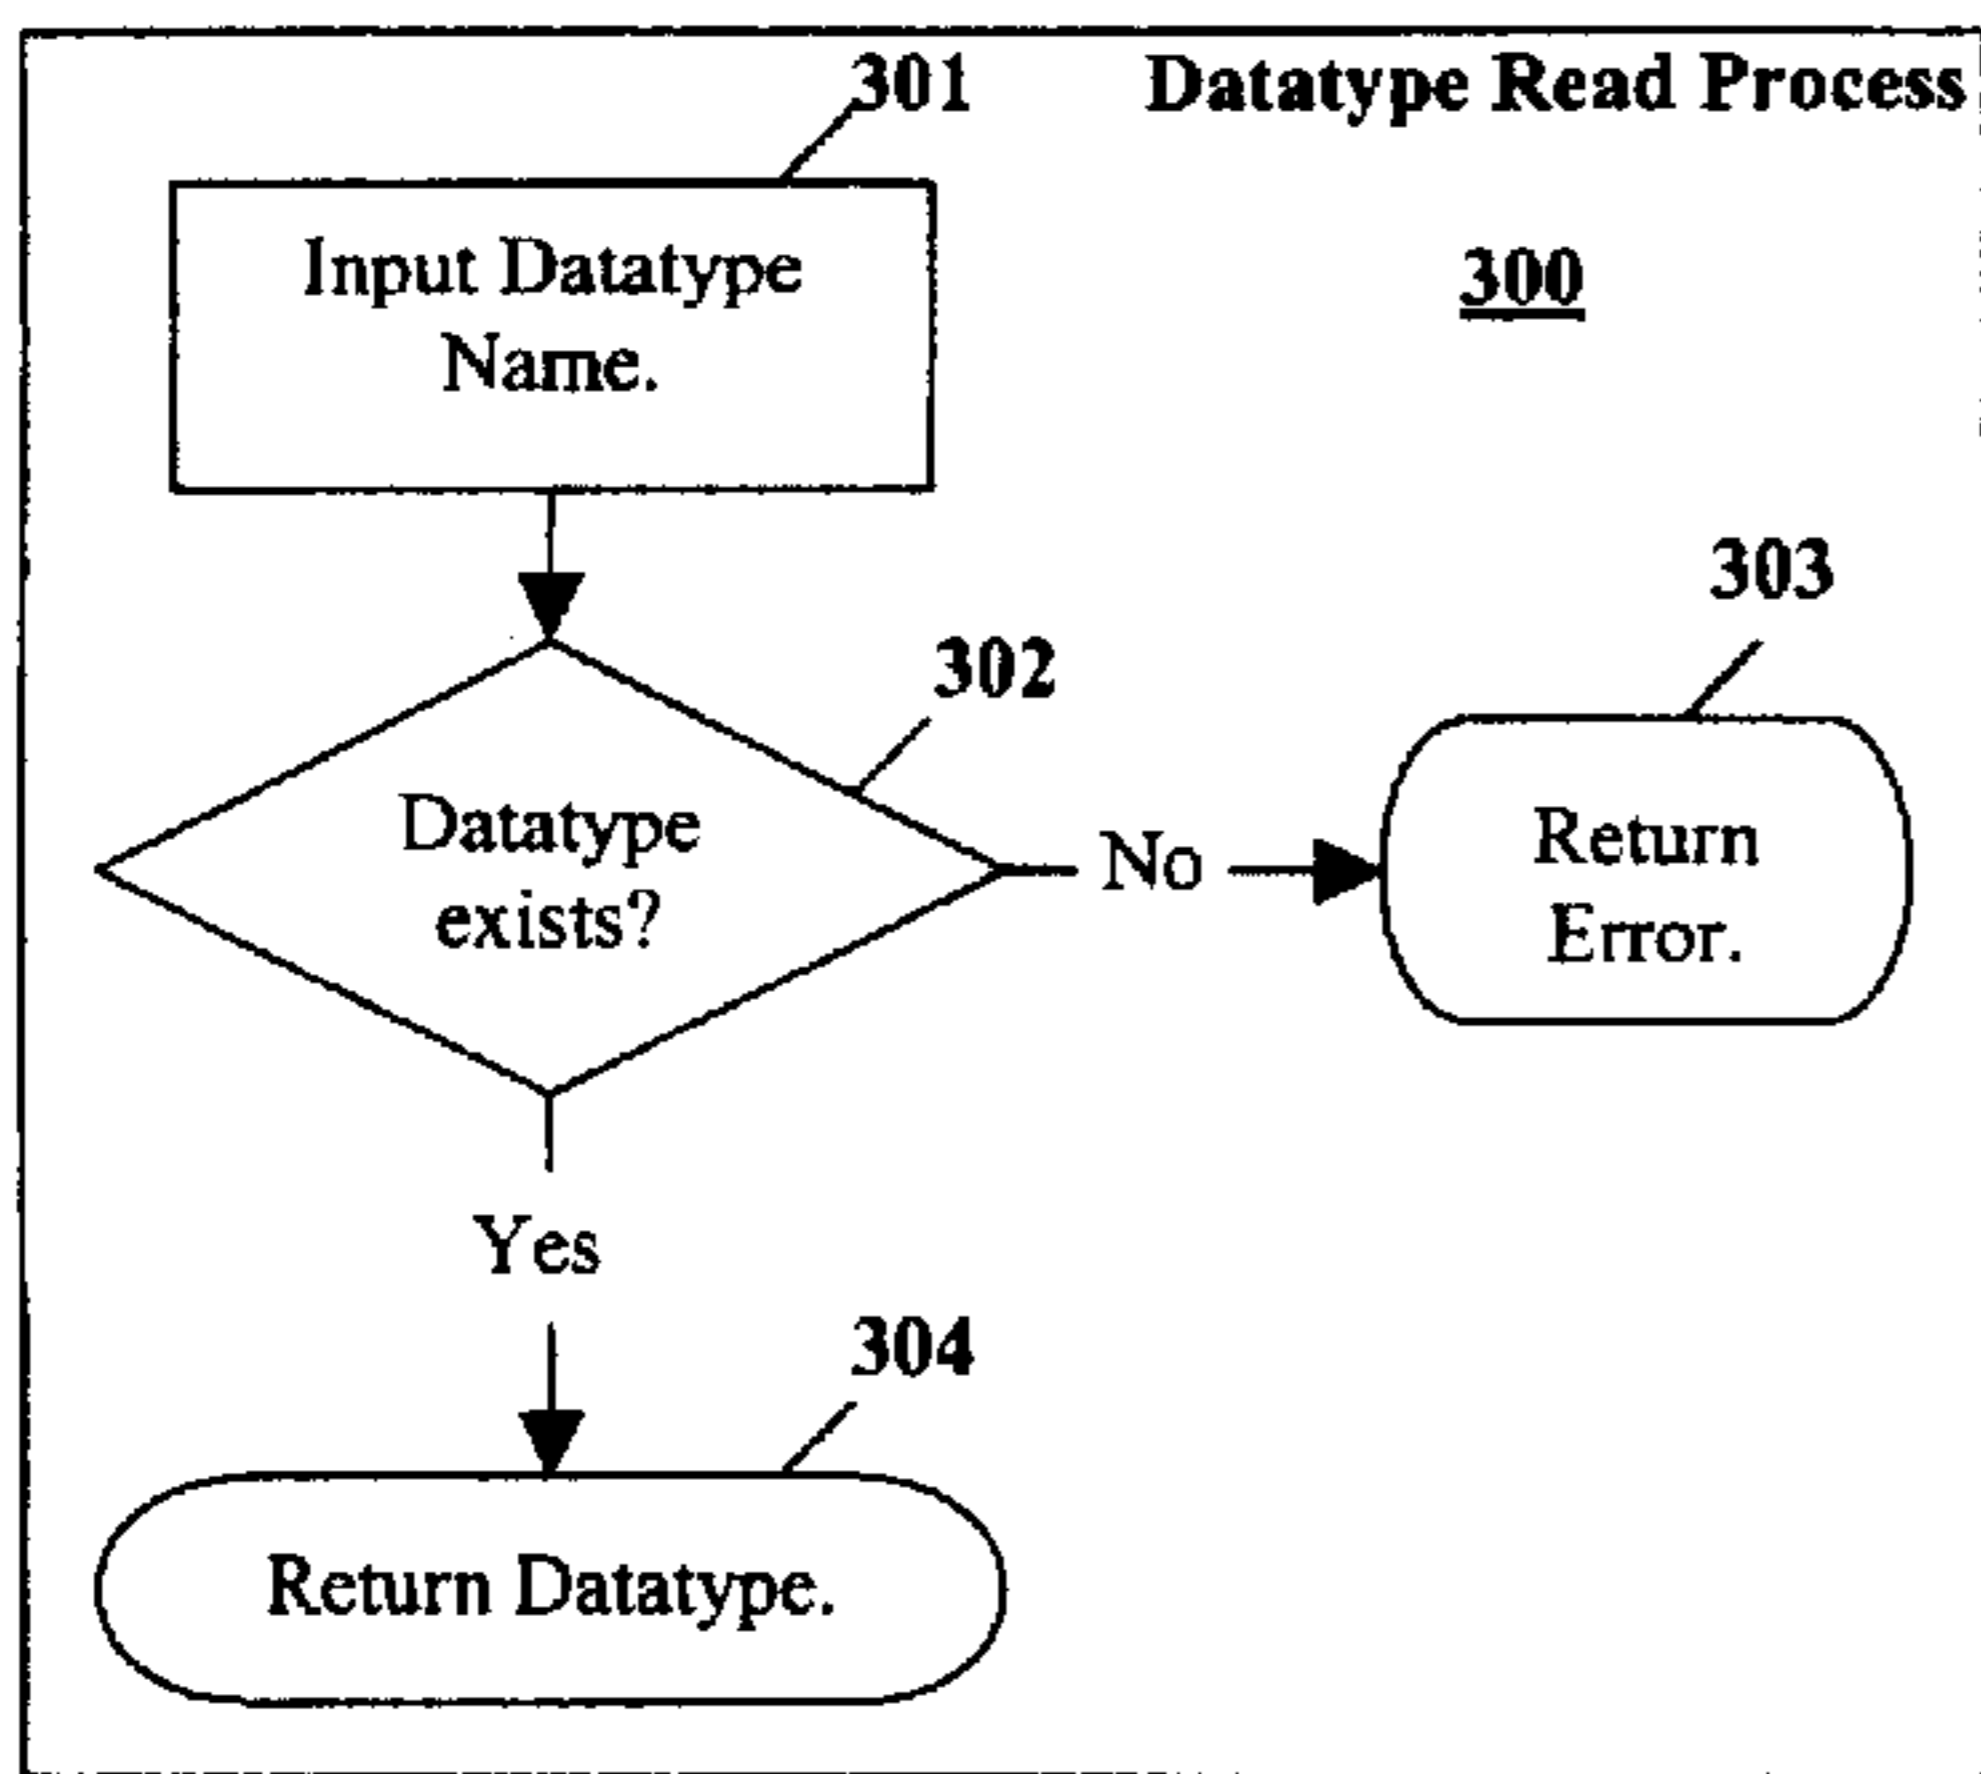 301
Datatype Read Process
Input Datatype
Name.
300
303
302
Datatype
exists?
No
Return
Error.
Yes
304
Return Datatype.